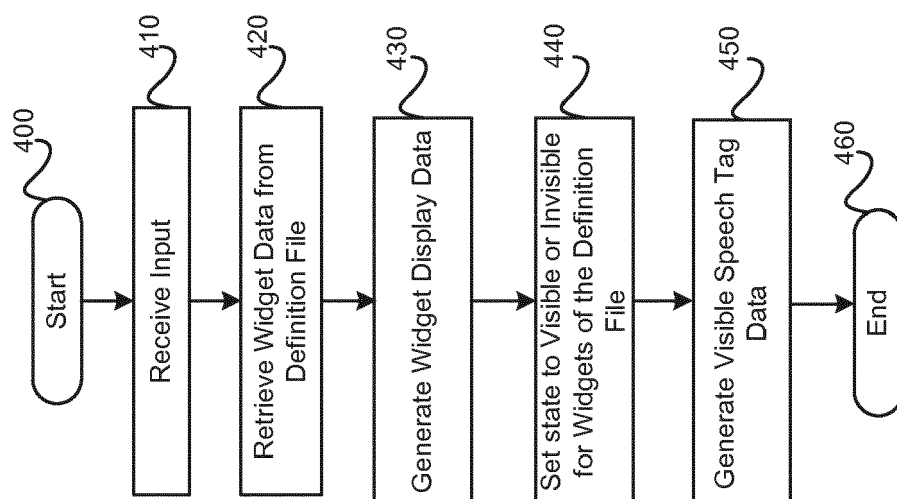 400
Start
410
Receive Input
420
Retrieve Widget Data from
Definition File
430
Generate Widget Display Data
440
Set state to Visible or Invisible
for Widgets of the Definition
File
450
Generate Visible Speech Tag
Data
460
End